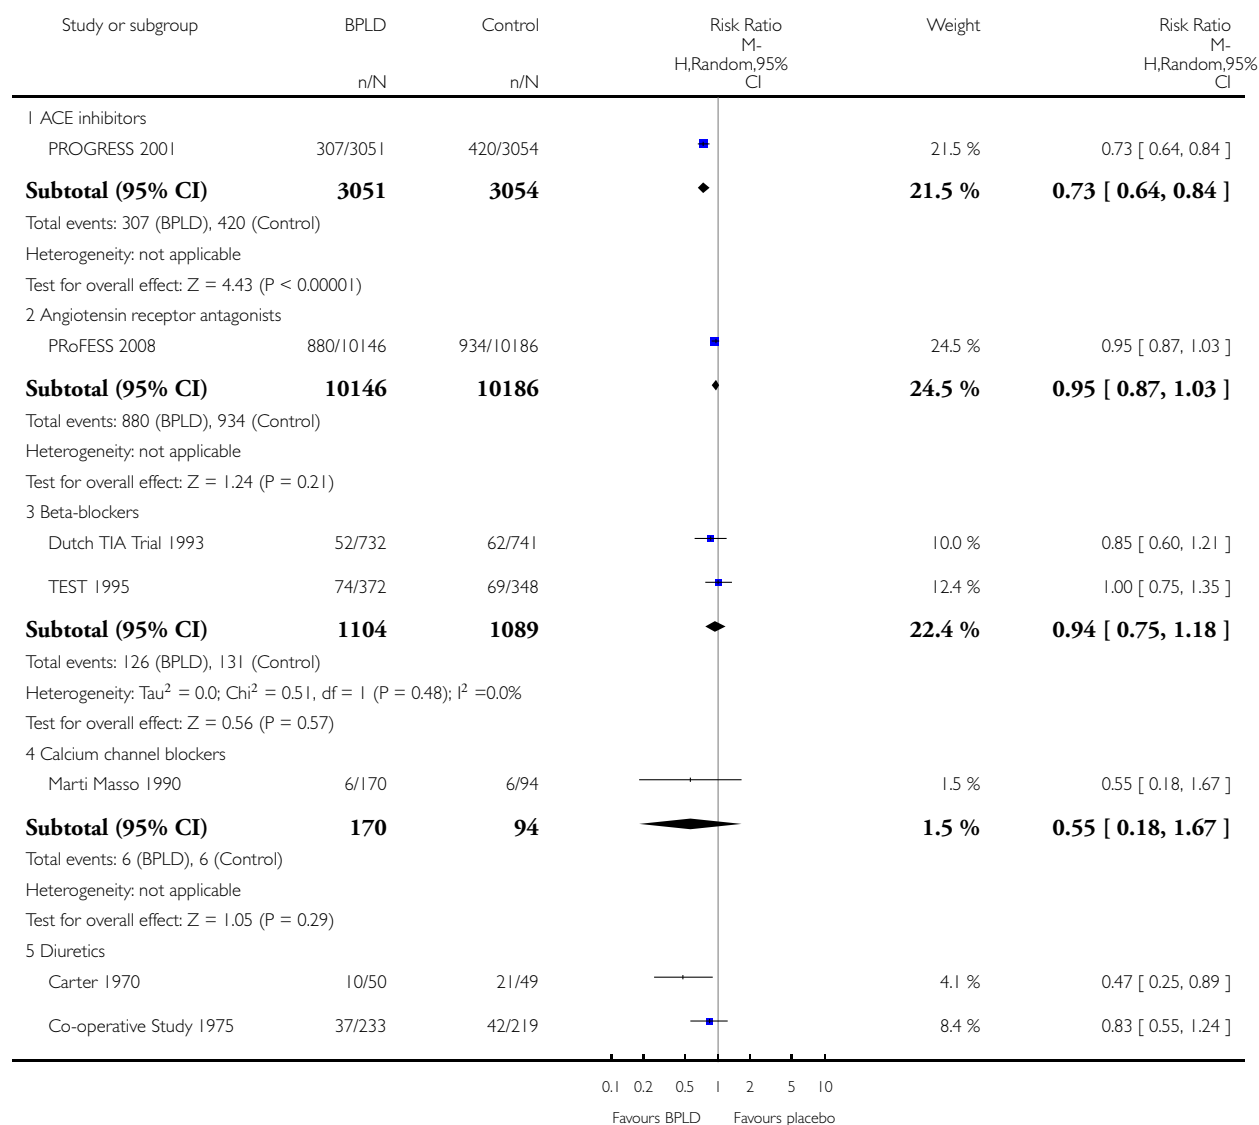 Study or subgroup BPLD Control Risk Ratio Weight Risk Ratio
M- M-
H,Random,95% H,Random,95%
n/N n/N CI CI
1 ACE inhibitors
PROGRESS 2001 307/3051 420/3054 21.5 % 0.73 [ 0.64, 0.84 ]
Subtotal (95% CI) 3051 3054 21.5 % 0.73 [ 0.64, 0.84 ]
Total events: 307 (BPLD), 420 (Control)
Heterogeneity: not applicable
Test for overall effect: Z = 4.43 (P < 0.00001)
2 Angiotensin receptor antagonists
PRoFESS 2008 880/10146 934/10186 24.5 % 0.95 [ 0.87, 1.03 ]
Subtotal (95% CI) 10146 10186 24.5 % 0.95 [ 0.87, 1.03 ]
Total events: 880 (BPLD), 934 (Control)
Heterogeneity: not applicable
Test for overall effect: Z = 1.24 (P = 0.21)
3 Beta-blockers
Dutch TIA Trial 1993 52/732 62/741 10.0 % 0.85 [ 0.60, 1.21 ]
TEST 1995 74/372 69/348 12.4 % 1.00 [ 0.75, 1.35 ]
Subtotal (95% CI) 1104 1089 22.4 % 0.94 [ 0.75, 1.18 ]
Total events: 126 (BPLD), 131 (Control)
Heterogeneity: Tau² = 0.0; Chi² = 0.51, df = 1 (P = 0.48); I² =0.0%
Test for overall effect: Z = 0.56 (P = 0.57)
4 Calcium channel blockers
Marti Masso 1990 6/170 6/94 1.5 % 0.55 [ 0.18, 1.67 ]
Subtotal (95% CI) 170 94 1.5 % 0.55 [ 0.18, 1.67 ]
Total events: 6 (BPLD), 6 (Control)
Heterogeneity: not applicable
Test for overall effect: Z = 1.05 (P = 0.29)
5 Diuretics
Carter 1970 10/50 21/49 4.1 % 0.47 [ 0.25, 0.89 ]
Co-operative Study 1975 37/233 42/219 8.4 % 0.83 [ 0.55, 1.24 ]
0.1 0.2 0.5 1 2 5 10
Favours BPLD Favours placebo